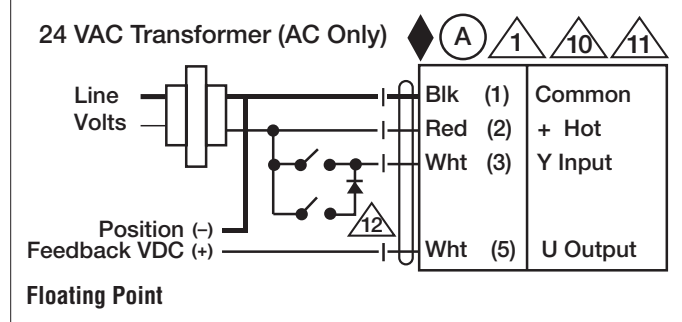 24 VAC Transformer (AC Only) A 1 10 11
Line Blk (1) Common
Volts Red (2) + Hot
Wht (3) Y Input
12
Position (–)
Feedback VDC (+) Wht (5) U Output
Floating Point